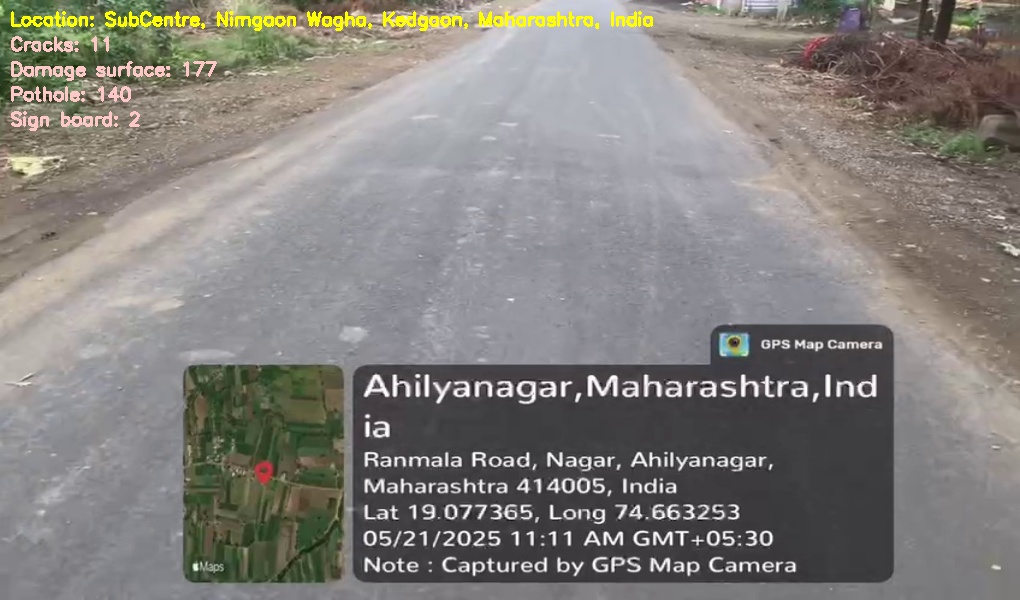 Location: SubCentre, Nimgaon Wagha, Kedgaon, Maharashtra, India
Cracks: 11
Damage surface: 177
Pothole: 140
Sign board: 2
GPS Map Camera
Ahilyanagar,Maharashtra,Ind
ia
Ranmala Road, Nagar, Ahilyanagar,
Maharashtra 414005, India
Lat 19.077365, Long 74.663253
05/21/2025 11:11 AM GMT+05:30
Note : Captured by GPS Map Camera
Maps